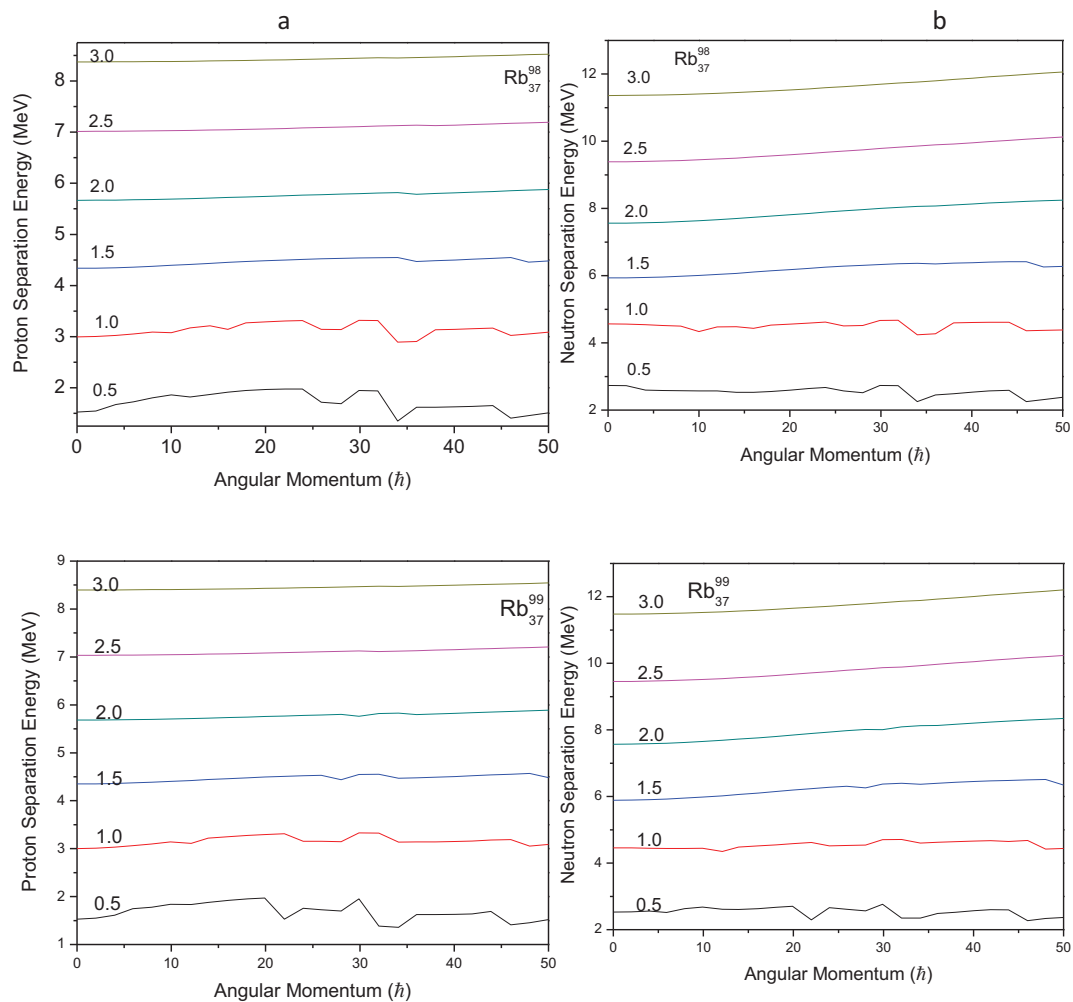 a
b
Proton Separation Energy (MeV)
8
7
6
5
4
3
2
3.0
2.5
2.0
1.5
1.0
0.5
Rb 98 37
0 10 20 30 40 50
Angular Momentum (ℏ)
Neutron Separation Energy (MeV)
12
10
8
6
4
2
3.0
2.5
2.0
1.5
1.0
0.5
Rb 98 37
0 10 20 30 40 50
Angular Momentum (ℏ)
Proton Separation Energy (MeV)
9
8
7
6
5
4
3
2
1
3.0
2.5
2.0
1.5
1.0
0.5
Rb 99 37
0 10 20 30 40 50
Angular Momentum (ℏ)
Neutron Separation Energy (MeV)
12
10
8
6
4
2
3.0
2.5
2.0
1.5
1.0
0.5
Rb 99 37
0 10 20 30 40 50
Angular Momentum (ℏ)